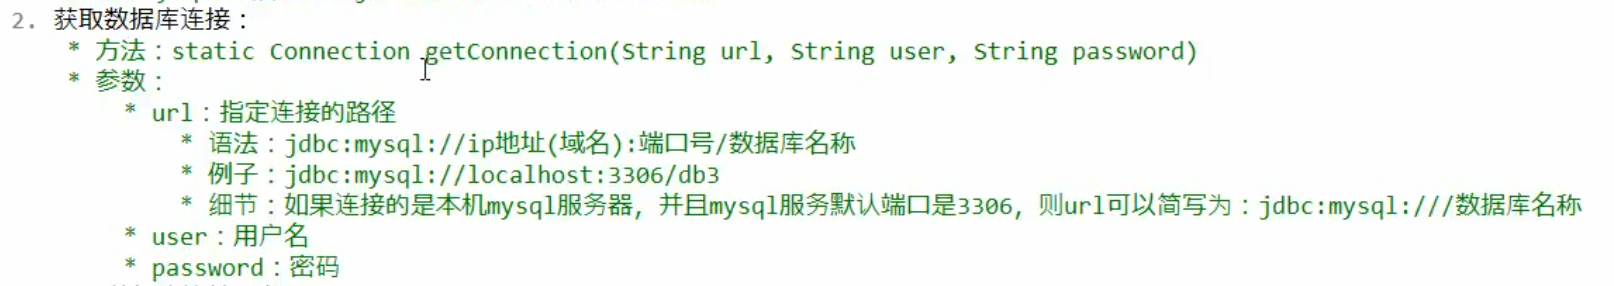 2. 获取数据库连接：
* 方法：static Connection getConnection(String url, String user, String password)
* 参数：
* url：指定连接的路径
* 语法：jdbc:mysql://ip地址(域名):端口号/数据库名称
* 例子：jdbc:mysql://localhost:3306/db3
* 细节：如果连接的是本机mysql服务器，并且mysql服务默认端口是3306，则url可以简写为：jdbc:mysql:///数据库名称
* user：用户名
* password：密码